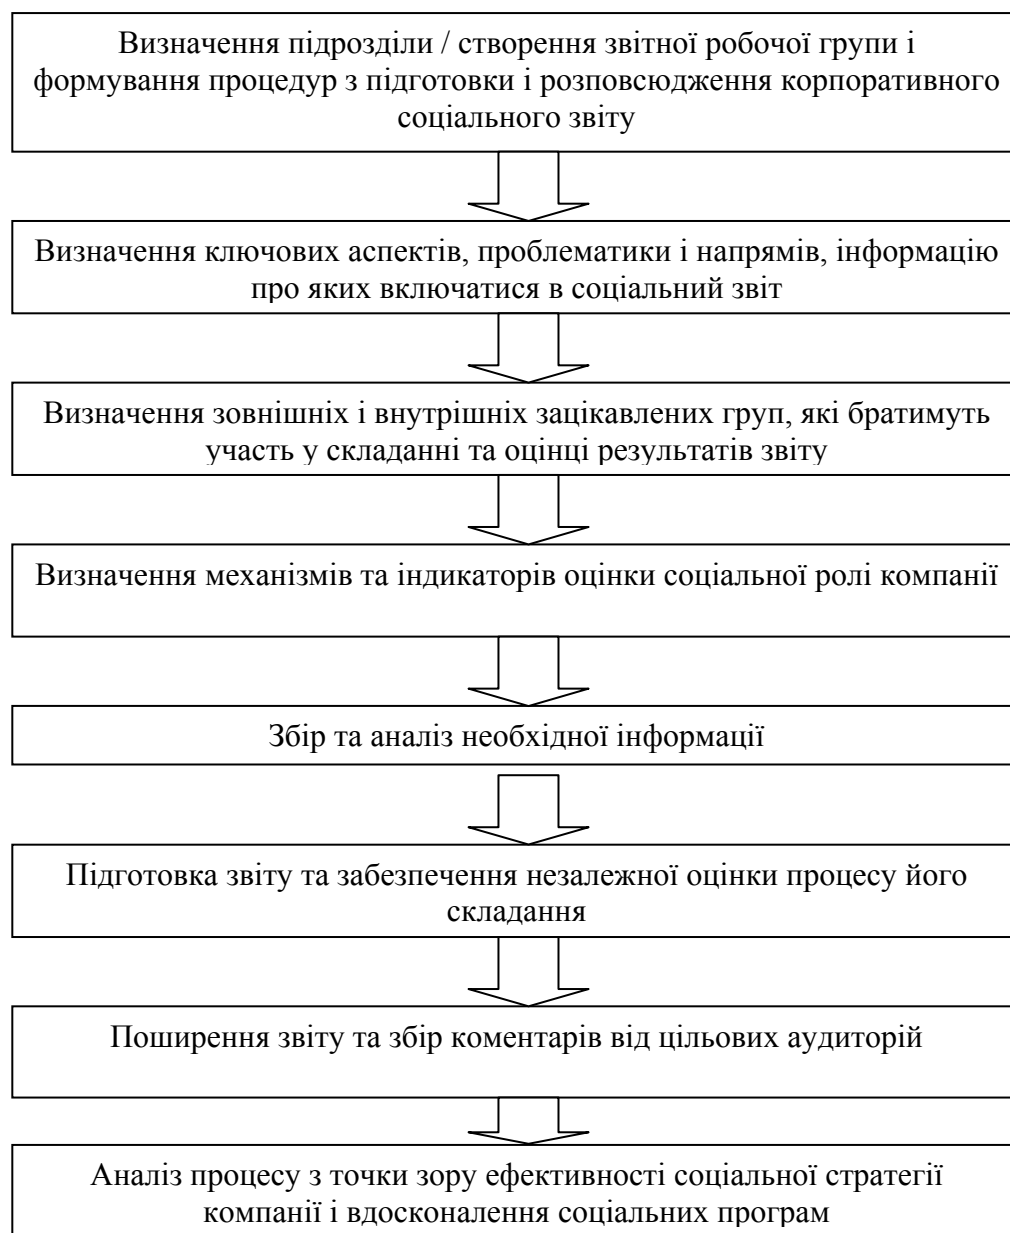 Визначення підрозділи / створення звітної робочої групи і
формування процедур з підготовки і розповсюдження корпоративного
соціального звіту
Визначення ключових аспектів, проблематики і напрямів, інформацію
про яких включатися в соціальний звіт
Визначення зовнішніх і внутрішніх зацікавлених груп, які братимуть
участь у складанні та оцінці результатів звіту
Визначення механізмів та індикаторів оцінки соціальної ролі компанії
Збір та аналіз необхідної інформації
Підготовка звіту та забезпечення незалежної оцінки процесу його
складання
Поширення звіту та збір коментарів від цільових аудиторій
Аналіз процесу з точки зору ефективності соціальної стратегії
компанії і вдосконалення соціальних програм